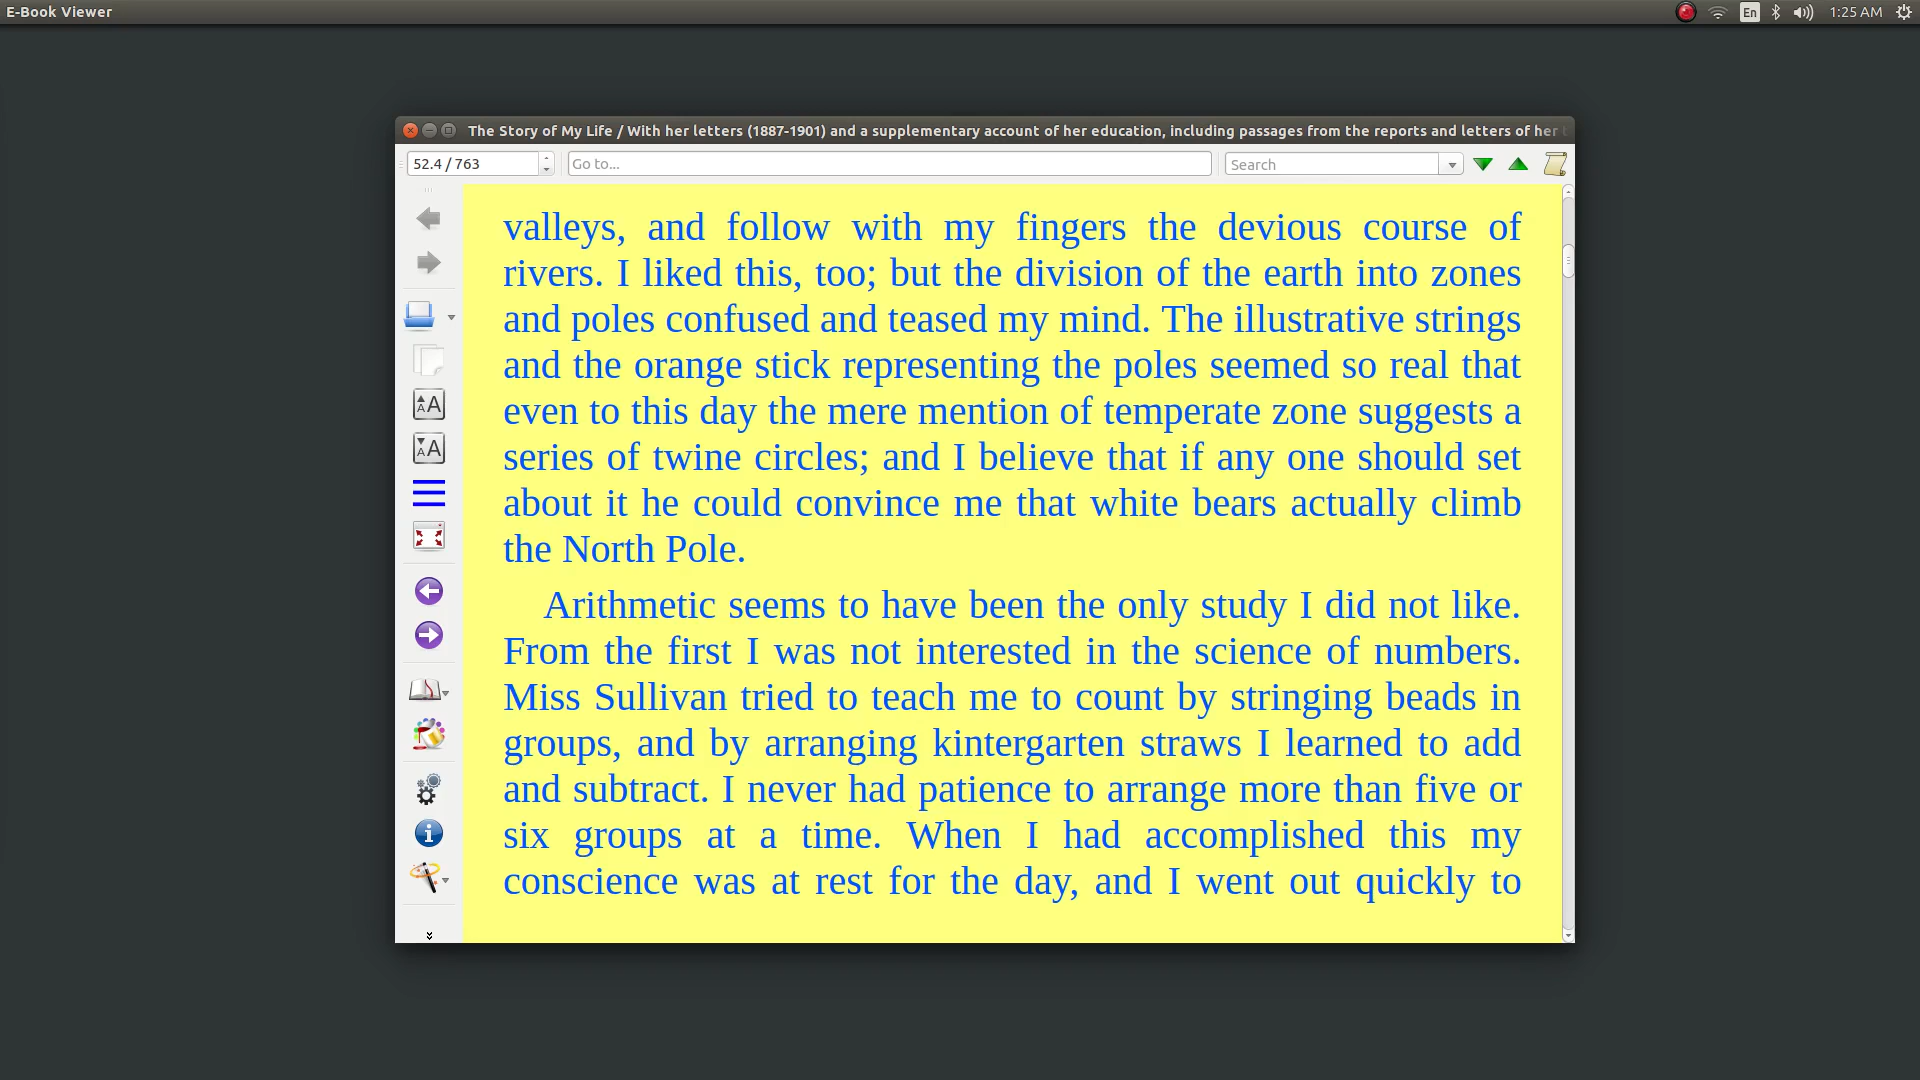 E-Book Viewer
En
1:25 AM
The Story of My Life / With her letters (1887-1901) and a supplementary account of her education, including passages from the reports and letters of her
52.4 / 763
Go to...
Search
valleys, and follow with my fingers the devious course of
rivers. I liked this, too; but the division of the earth into zones
and poles confused and teased my mind. The illustrative strings
and the orange stick representing the poles seemed so real that
even to this day the mere mention of temperate zone suggests a
series of twine circles; and I believe that if any one should set
about it he could convince me that white bears actually climb
the North Pole.
Arithmetic seems to have been the only study I did not like.
From the first I was not interested in the science of numbers.
Miss Sullivan tried to teach me to count by stringing beads in
groups, and by arranging kintergarten straws I learned to add
and subtract. I never had patience to arrange more than five or
six groups at a time. When I had accomplished this my
conscience was at rest for the day, and I went out quickly to